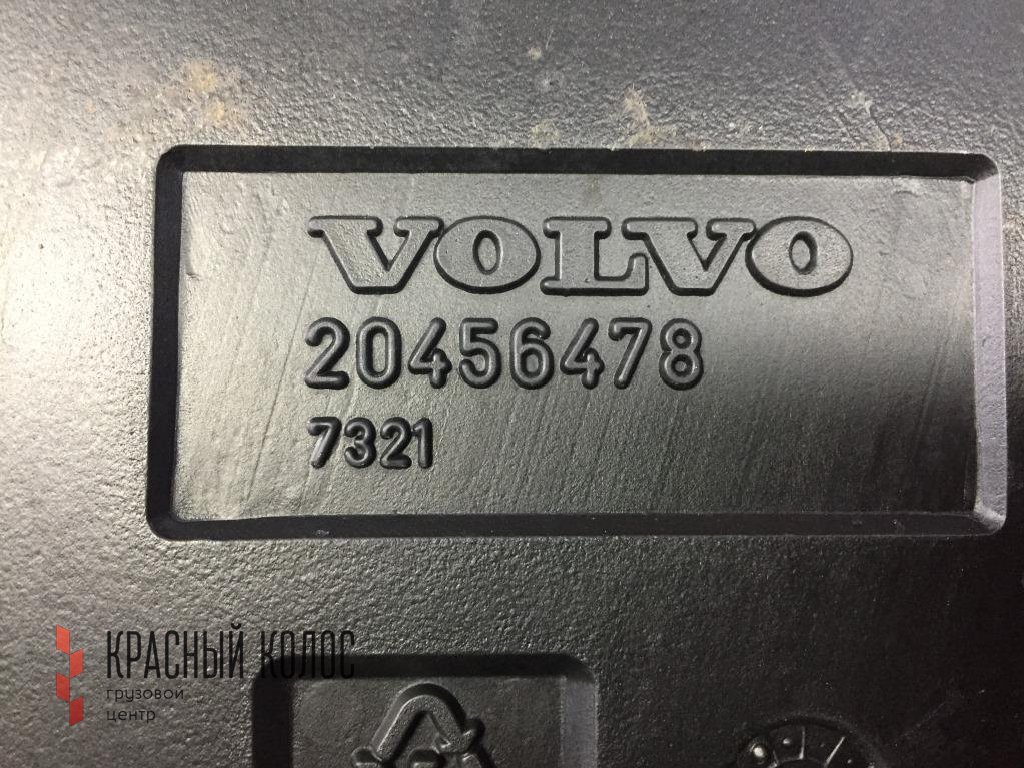 VOLVO
20456478
7321
КРАСНЫЙ КОЛОС
грузовой
центр